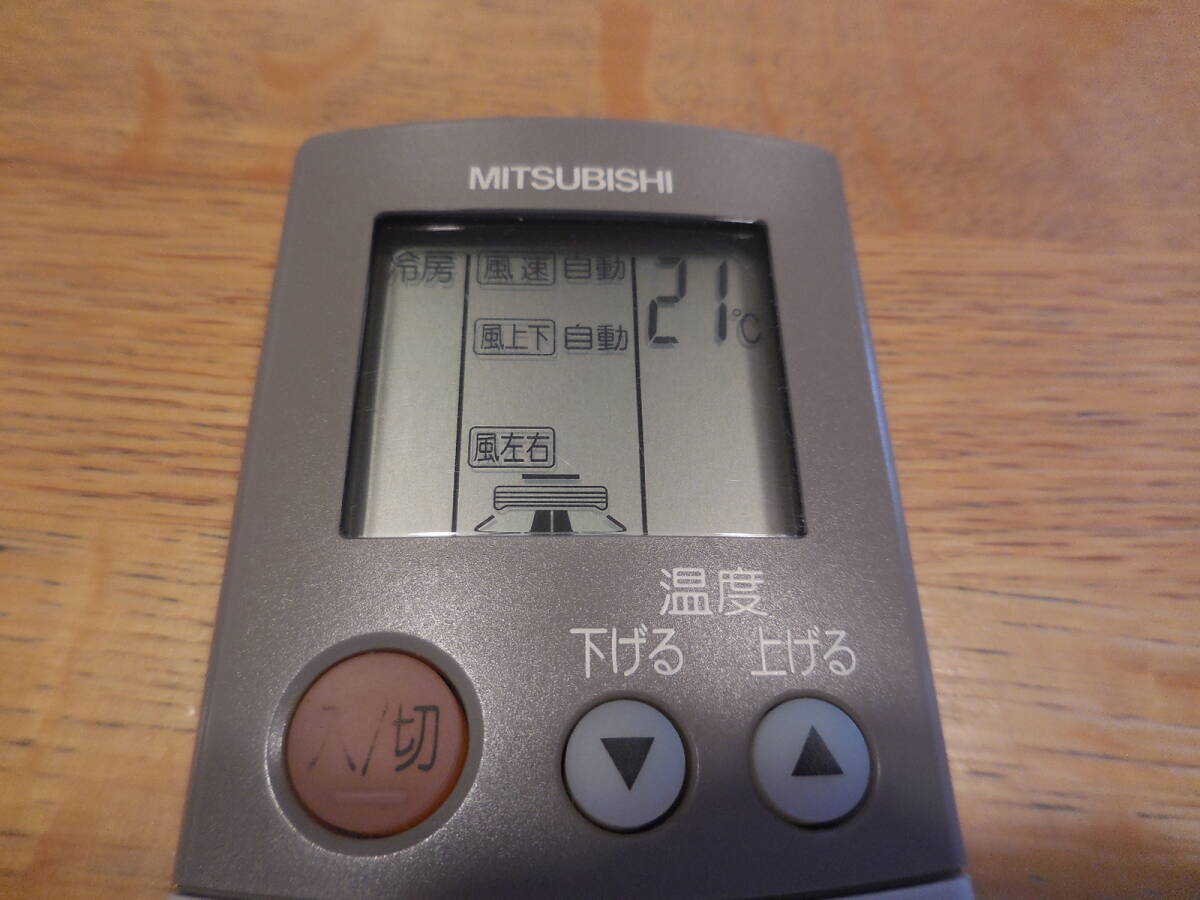 MITSUBISHI
冷房 風速 自動 21℃
風上下 自動
風左右
温度
下げる 上げる
入/切
▼ ▲